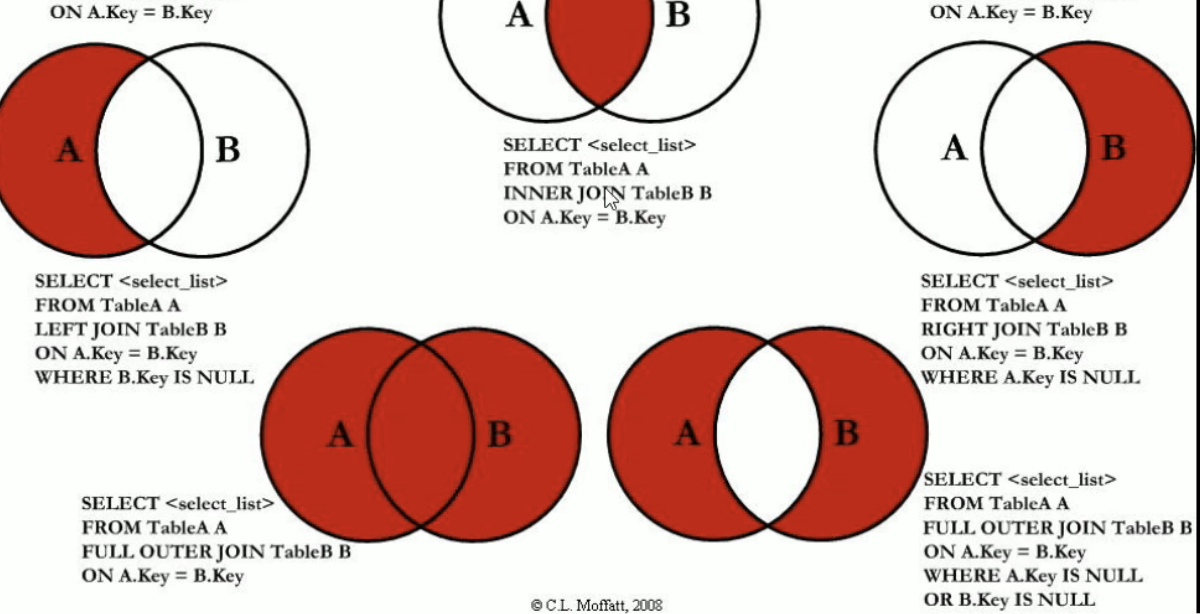 ON A.Key = B.Key
A B
ON A.Key = B.Key
A B
SELECT <select_list>
FROM TableA A
INNER JOIN TableB B
ON A.Key = B.Key
A B
SELECT <select_list>
FROM TableA A
LEFT JOIN TableB B
ON A.Key = B.Key
WHERE B.Key IS NULL
SELECT <select_list>
FROM TableA A
RIGHT JOIN TableB B
ON A.Key = B.Key
WHERE A.Key IS NULL
A B
A B
SELECT <select_list>
FROM TableA A
FULL OUTER JOIN TableB B
ON A.Key = B.Key
SELECT <select_list>
FROM TableA A
FULL OUTER JOIN TableB B
ON A.Key = B.Key
WHERE A.Key IS NULL
OR B.Key IS NULL
© C.L. Moffatt, 2008